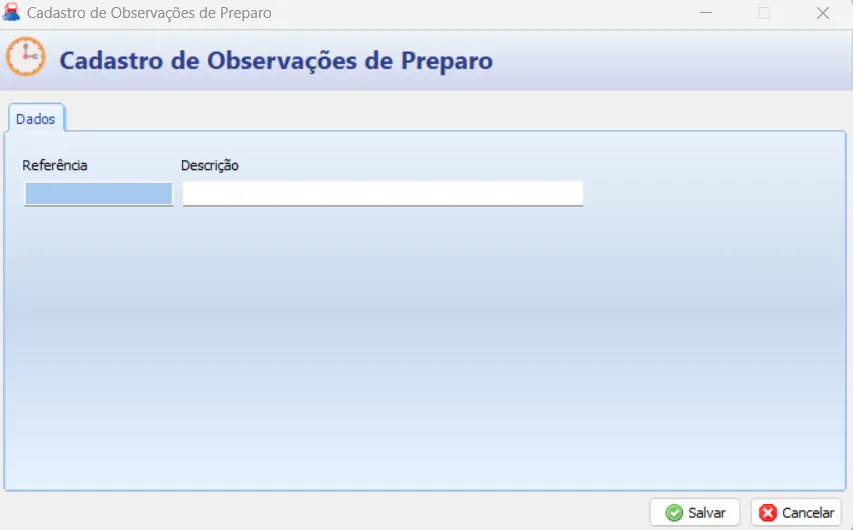 Cadastro de Observações de Preparo
Cadastro de Observações de Preparo
Dados
Referência Descrição
Salvar Cancelar